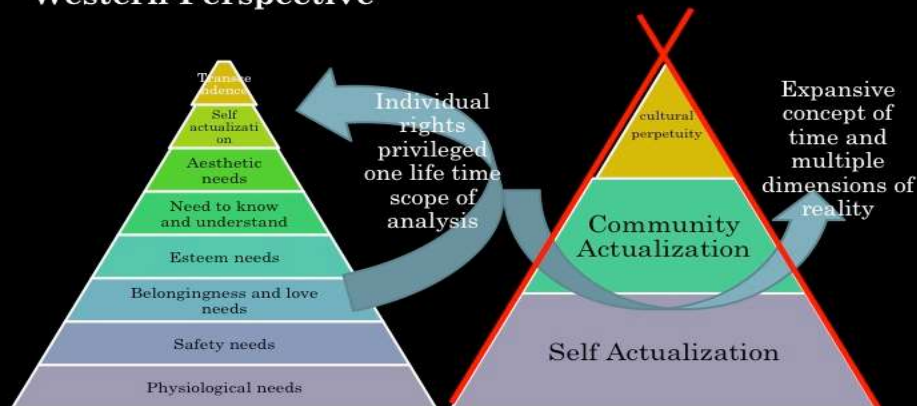 Western Perspective
Transce
ndence
Self
actualizati
on
Aesthetic
needs
Need to know
and understand
Esteem needs
Belongingness and love
needs
Safety needs
Physiological needs
Individual
rights
privileged
one life time
scope of
analysis
cultural
perpetuity
Community
Actualization
Self Actualization
Expansive
concept of
time and
multiple
dimensions of
reality